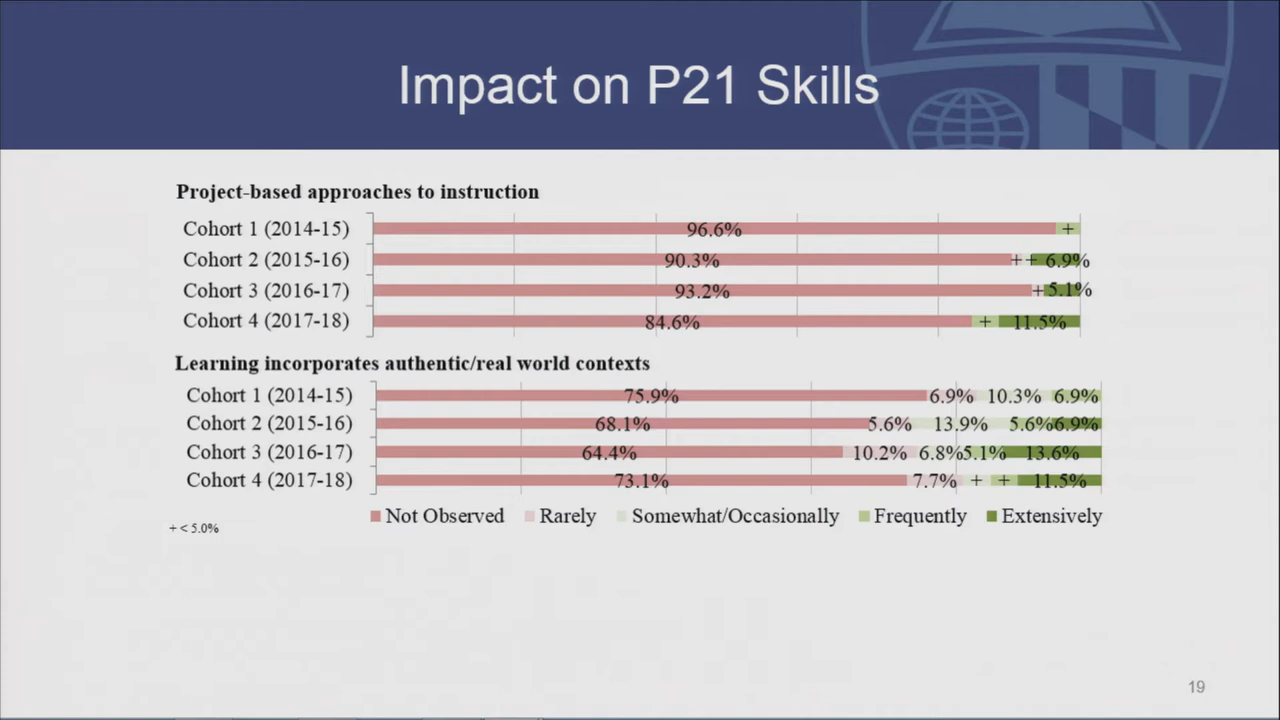 Impact on P21 Skills
Project-based approaches to instruction
Cohort 1 (2014-15) 96.6% +
Cohort 2 (2015-16) 90.3% + + 6.9%
Cohort 3 (2016-17) 93.2% + 5.1%
Cohort 4 (2017-18) 84.6% + 11.5%
Learning incorporates authentic/real world contexts
Cohort 1 (2014-15) 75.9% 6.9% 10.3% 6.9%
Cohort 2 (2015-16) 68.1% 5.6% 13.9% 5.6% 6.9%
Cohort 3 (2016-17) 64.4% 10.2% 6.8% 5.1% 13.6%
Cohort 4 (2017-18) 73.1% 7.7% + + 11.5%
Not Observed Rarely Somewhat/Occasionally Frequently Extensively
+ < 5.0%
19